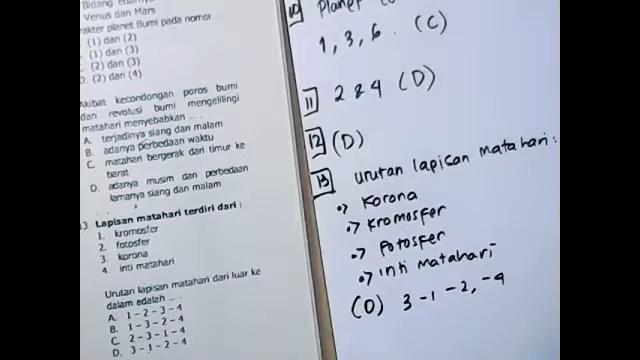 Bidang edarnya
Venus dan Mars
rakter planet Bumi pada nomor ...
(1) dan (2)
(1) dan (3)
(2) dan (3)
D. (2) dan (4)
Akibat kecondongan poros bumi
dan revolusi bumi mengelilingi
matahari menyebabkan ....
A. terjadinya siang dan malam
B. adanya perbedaan waktu
C. matahari bergerak dari timur ke
barat
D. adanya musim dan perbedaan
lamanya siang dan malam
3. Lapisan matahari terdiri dari :
1. kromosfer
2. fotosfer
3. korona
4. inti matahari
Urutan lapisan matahari dari luar ke
dalam adalah ....
A. 1 - 2 - 3 - 4
B. 1 - 3 - 2 - 4
C. 2 - 3 - 1 - 4
D. 3 - 1 - 2 - 4
10 Planet
1, 3, 6. (C)
11 2 & 4 (D)
12 (D)
13 Urutan lapisan matahari :
•> Korona
•> Kromosfer
•> Fotosfer
•> Inti matahari
(D) 3 - 1 - 2, - 4